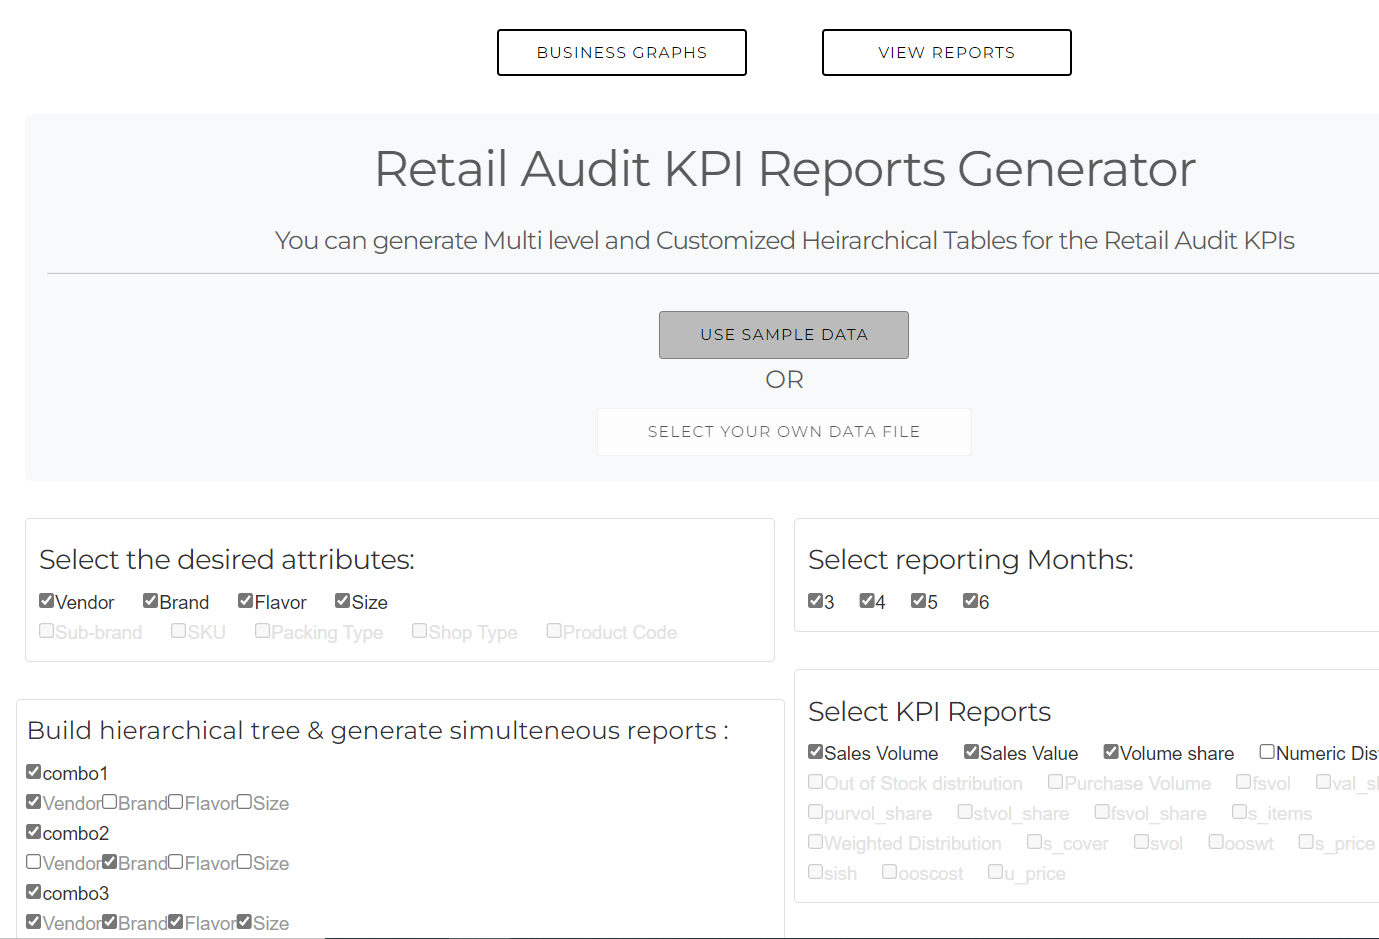 BUSINESS GRAPHS
VIEW REPORTS
Retail Audit KPI Reports Generator
You can generate Multi level and Customized Heirarchical Tables for the Retail Audit KPIs
USE SAMPLE DATA
OR
SELECT YOUR OWN DATA FILE
Select the desired attributes:
Vendor Brand Flavor Size
Sub-brand SKU Packing Type Shop Type Product Code
Build hierarchical tree & generate simulteneous reports :
combo1
Vendor Brand Flavor Size
combo2
Vendor Brand Flavor Size
combo3
Vendor Brand Flavor Size
Select reporting Months:
3 4 5 6
Select KPI Reports
Sales Volume Sales Value Volume share Numeric Dis
Out of Stock distribution Purchase Volume fsvol val_sh
purvol_share stvol_share fsvol_share s_items
Weighted Distribution s_cover svol ooswt s_price
sish ooscost u_price